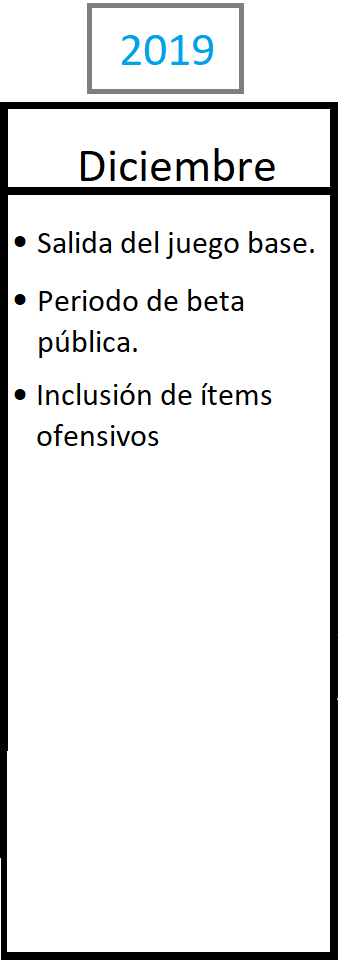 2019
Diciembre
• Salida del juego base.
• Periodo de beta
pública.
• Inclusión de ítems
ofensivos